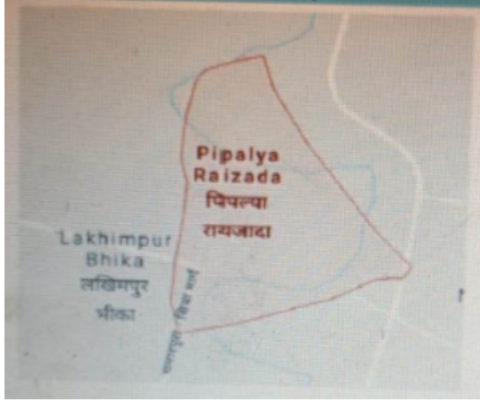 Pipalya
Raizada
पिपल्या
रायजादा
Lakhimpur
Bhika
लखिमपुर
भीका